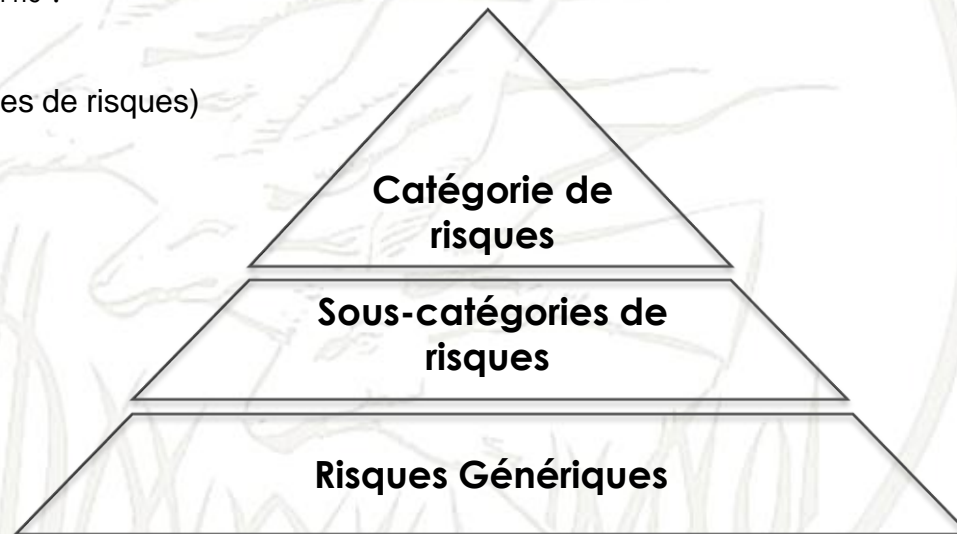 es de risques)
Catégorie de
risques
Sous-catégories de
risques
Risques Génériques